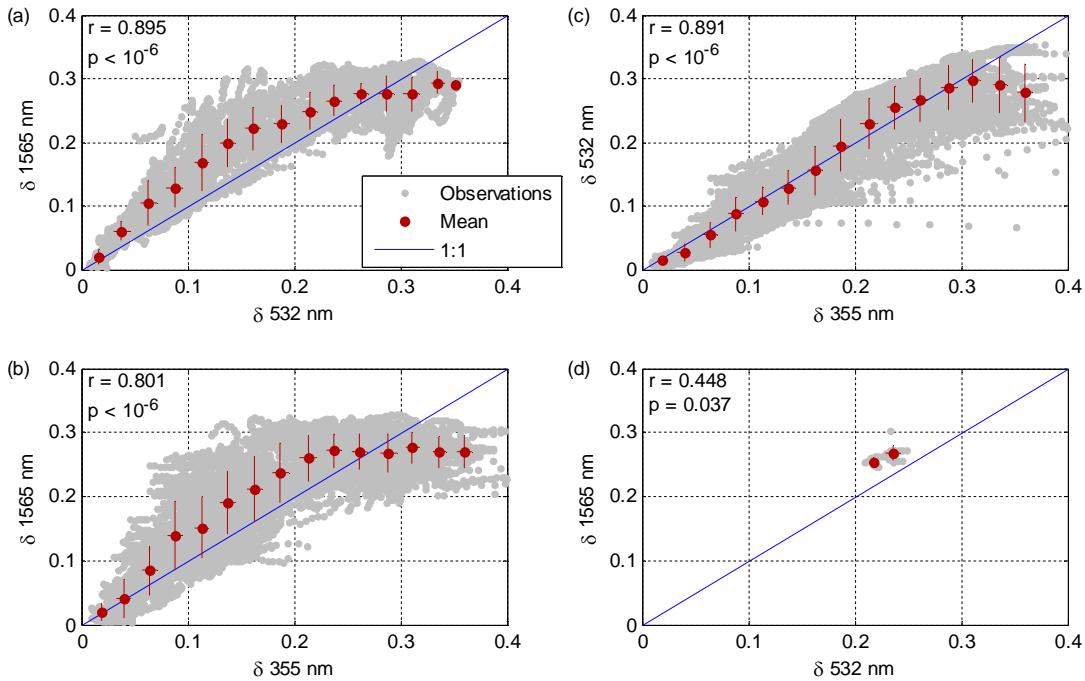 (a)
r = 0.895
p < 10-6
0.4
0.3
0.2
0.1
0
0
0.1
0.2
0.3
0.4
δ 1565 nm
δ 532 nm
Observations
Mean
1:1
(c)
r = 0.891
p < 10-6
0.4
0.3
0.2
0.1
0
0
0.1
0.2
0.3
0.4
δ 532 nm
δ 355 nm
(b)
r = 0.801
p < 10-6
0.4
0.3
0.2
0.1
0
0
0.1
0.2
0.3
0.4
δ 1565 nm
δ 355 nm
(d)
r = 0.448
p = 0.037
0.4
0.3
0.2
0.1
0
0
0.1
0.2
0.3
0.4
δ 1565 nm
δ 532 nm